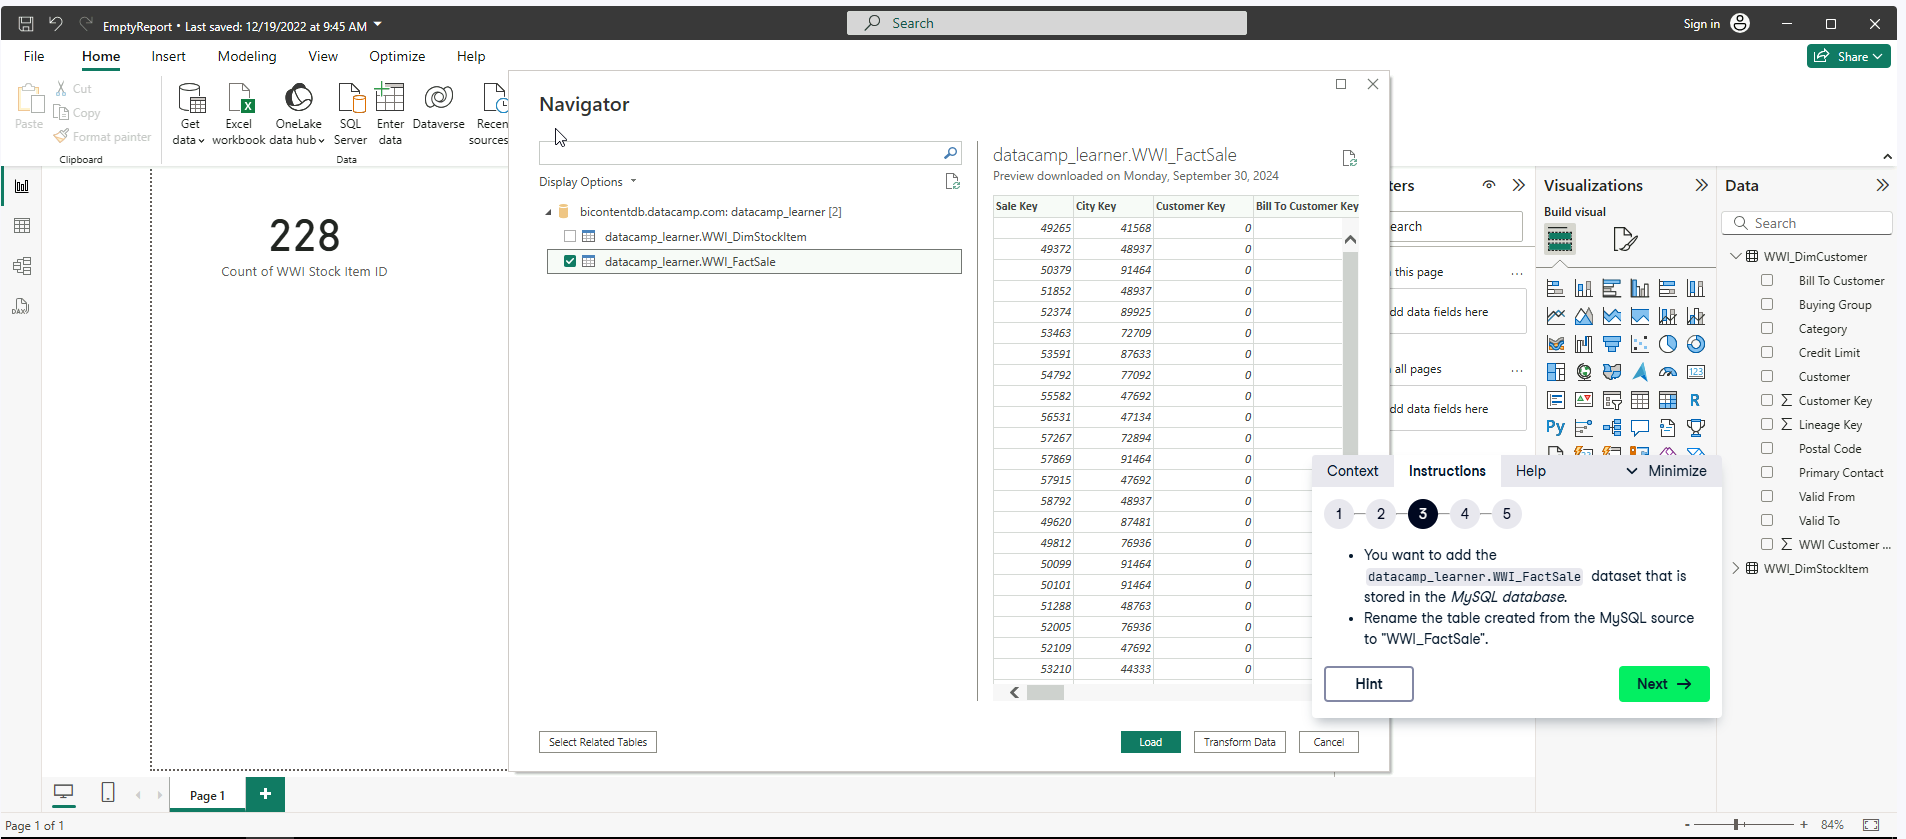 EmptyReport • Last saved: 12/19/2022 at 9:45 AM
Search
Sign in
File
Home
Insert
Modeling
View
Optimize
Help
Share
Paste
Cut
Copy
Format painter
Clipboard
Get data
Excel workbook
OneLake data hub
SQL Server
Enter data
Dataverse
Recen
sources
Data
228
Count of WWI Stock Item ID
Navigator
Display Options
bicontentdb.datacamp.com: datacamp_learner [2]
datacamp_learner.WWI_DimStockItem
datacamp_learner.WWI_FactSale
datacamp_learner.WWI_FactSale
Preview downloaded on Monday, September 30, 2024
Sale Key City Key Customer Key Bill To Customer Key
49265 41568 0
49372 48937 0
50379 91464 0
51852 48937 0
52374 89925 0
53463 72709 0
53591 87633 0
54792 77092 0
55582 47692 0
56531 47134 0
57267 72894 0
57869 91464 0
57915 47692 0
58792 48937 0
49620 87481 0
49812 76936 0
50099 91464 0
50101 91464 0
51288 48763 0
52005 76936 0
52109 47692 0
53210 44333 0
Select Related Tables
Load
Transform Data
Cancel
ters
earch
this page
...
dd data fields here
all pages
...
dd data fields here
Visualizations
Build visual
123
R
Py
Data
Search
WWI_DimCustomer
Bill To Customer
Buying Group
Category
Credit Limit
Customer
Customer Key
Lineage Key
Postal Code
Primary Contact
Valid From
Valid To
WWI Customer ...
WWI_DimStockItem
Context
Instructions
Help
Minimize
1
2
3
4
5
• You want to add the
datacamp_learner.WWI_FactSale dataset that is
stored in the MySQL database.
• Rename the table created from the MySQL source
to "WWI_FactSale".
Hint
Next →
Page 1
+
Page 1 of 1
- + 84%